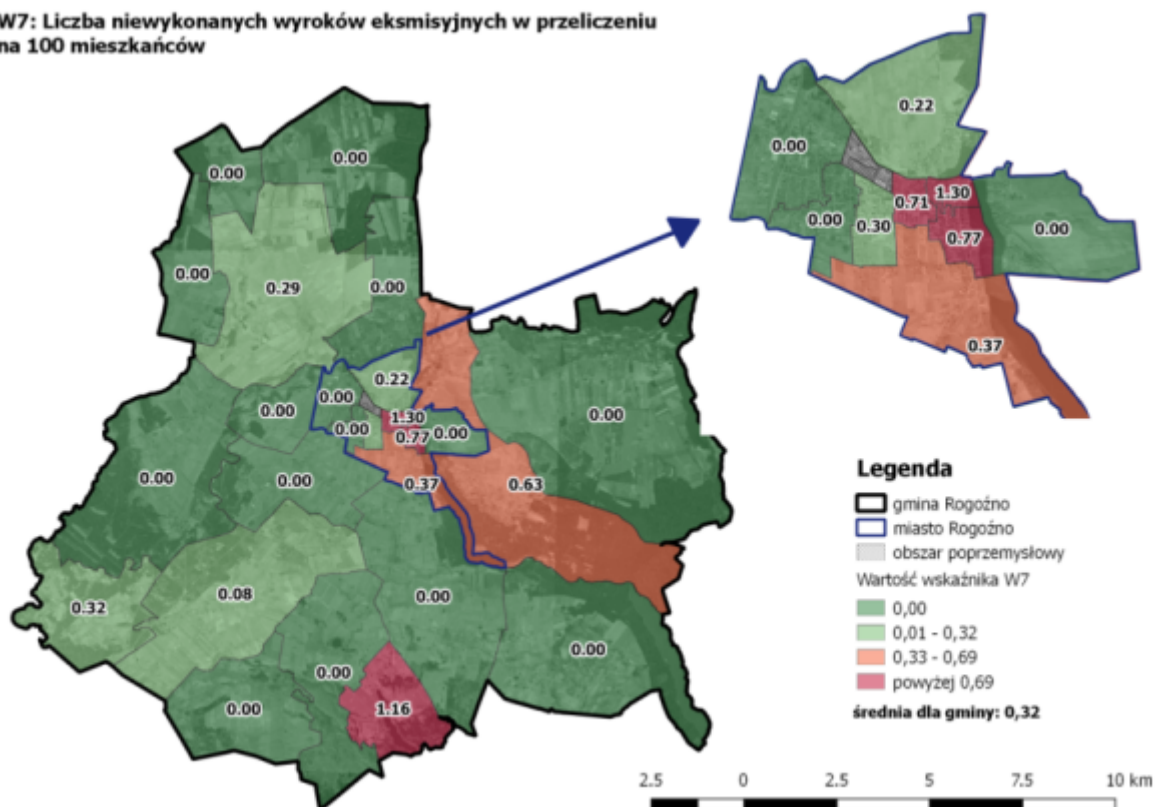 W7: Liczba niewykonanych wyroków eksmisyjnych w przeliczeniu
na 100 mieszkańców
0.22
0.00
0.00
0.30
0.71
1.30
0.77
0.00
0.37
0.00
0.00
0.00
0.29
0.00
0.22
0.00
0.00
1.30
0.00
0.77
0.00
0.00
0.00
0.00
0.37
0.63
0.32
0.08
0.00
0.00
0.00
0.00
1.16
Legenda
gmina Rogoźno
miasto Rogoźno
obszar poprzemysłowy
Wartość wskaźnika W7
0,00
0,01 - 0,32
0,33 - 0,69
powyżej 0,69
średnia dla gminy: 0,32
2.5 0 2.5 5 7.5 10 km